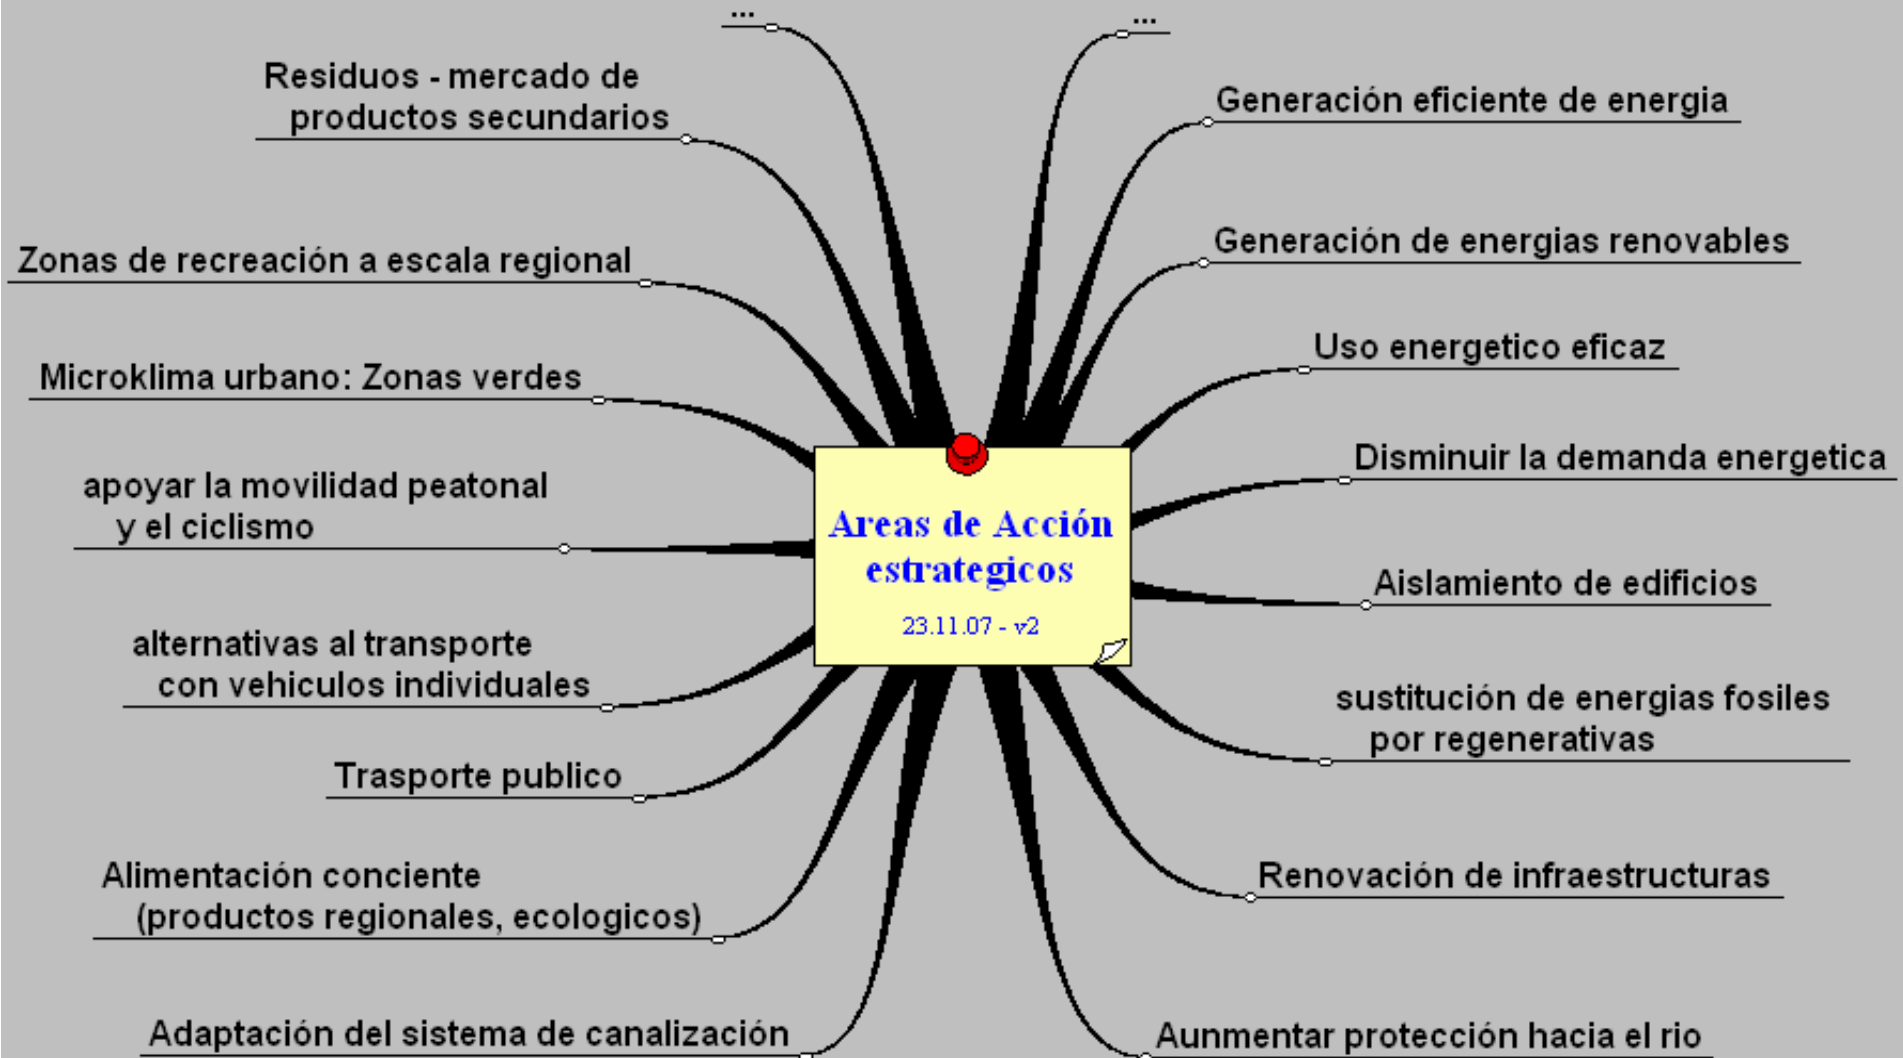 ...
...
Residuos - mercado de
productos secundarios
Generación eficiente de energia
Zonas de recreación a escala regional
Generación de energias renovables
Microklima urbano: Zonas verdes
Uso energetico eficaz
apoyar la movilidad peatonal
y el ciclismo
Disminuir la demanda energetica
Areas de Acción
estrategicos
23.11.07 - v2
Aislamiento de edificios
alternativas al transporte
con vehiculos individuales
sustitución de energias fosiles
por regenerativas
Trasporte publico
Alimentación conciente
(productos regionales, ecologicos)
Renovación de infraestructuras
Adaptación del sistema de canalización
Aunmentar protección hacia el rio